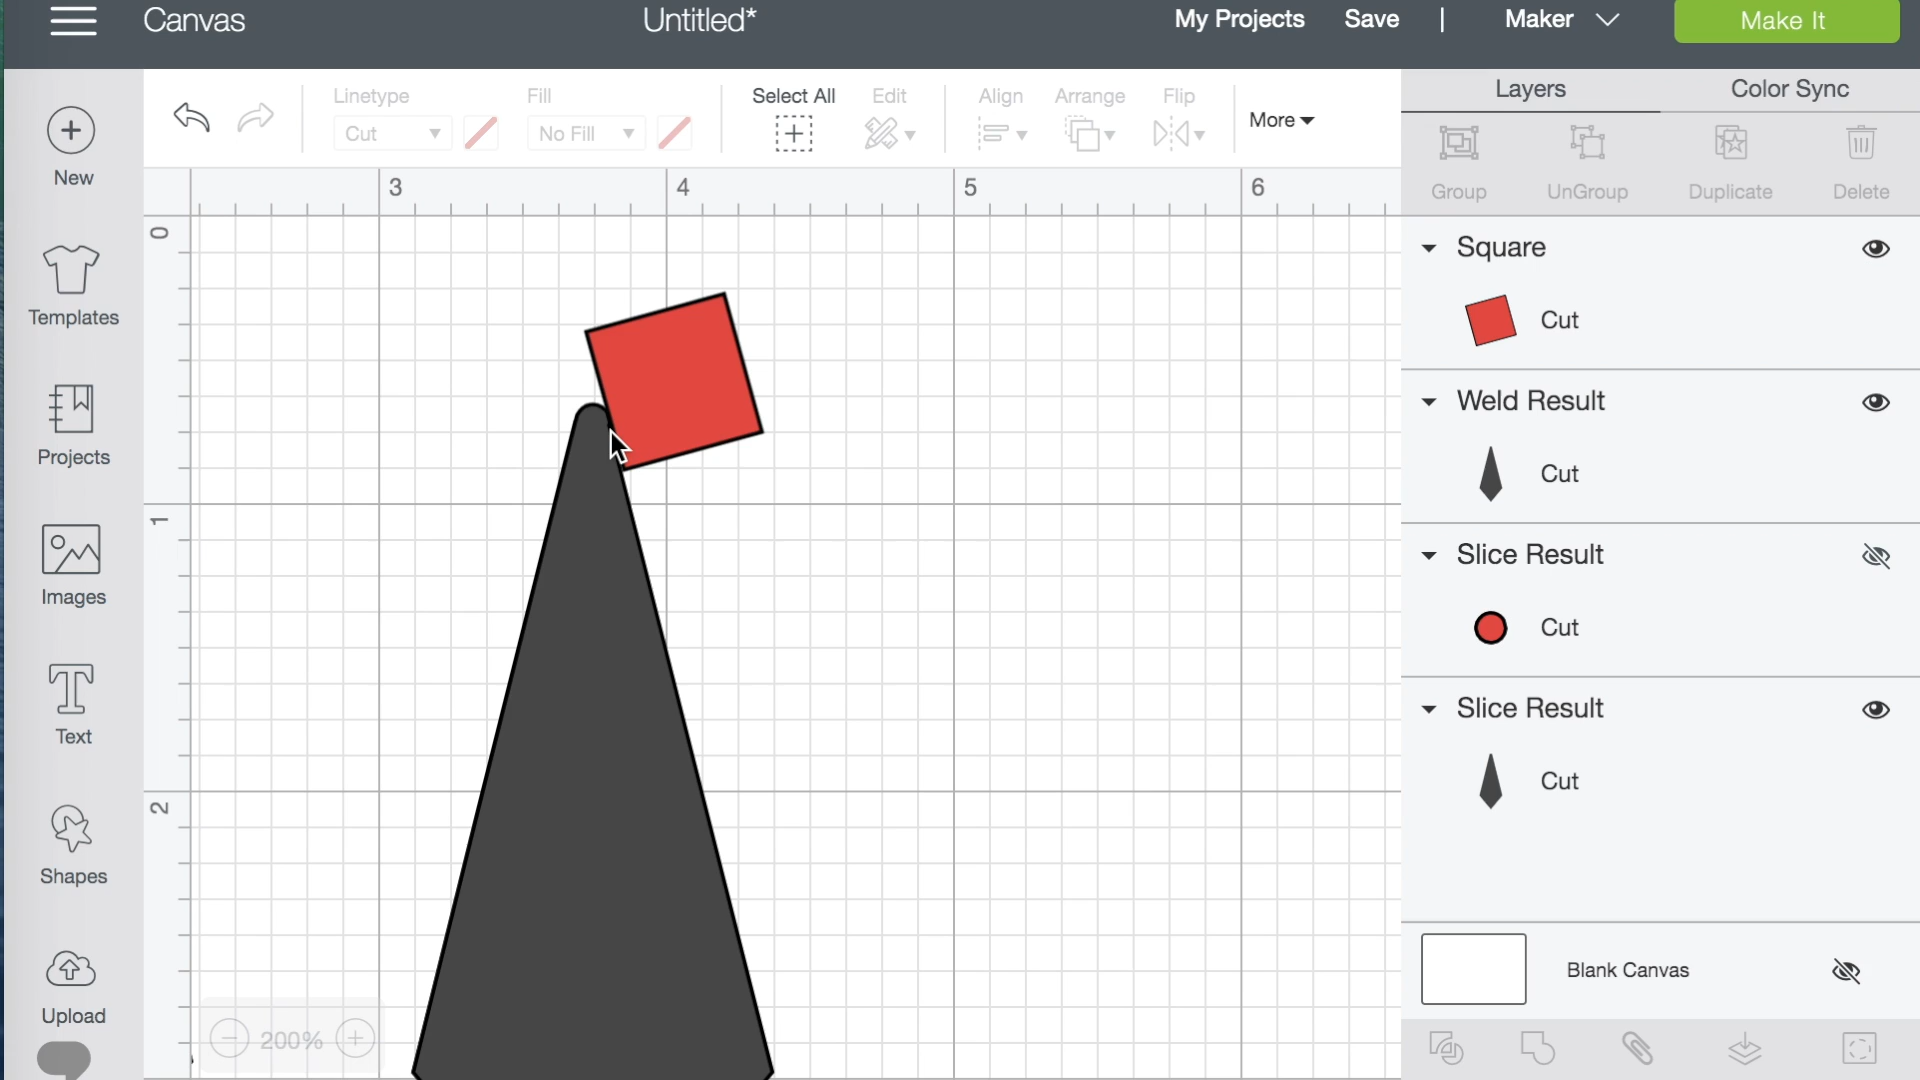 Canvas
Untitled*
My Projects Save | Maker
Make It
Linetype Fill Select All Edit Align Arrange Flip
Cut No Fill More
Layers Color Sync
Group UnGroup Duplicate Delete
New
Templates
Projects
Images
Text
Shapes
Upload
3 4 5 6
0
1
2
200%
Square
Cut
Weld Result
Cut
Slice Result
Cut
Slice Result
Cut
Blank Canvas